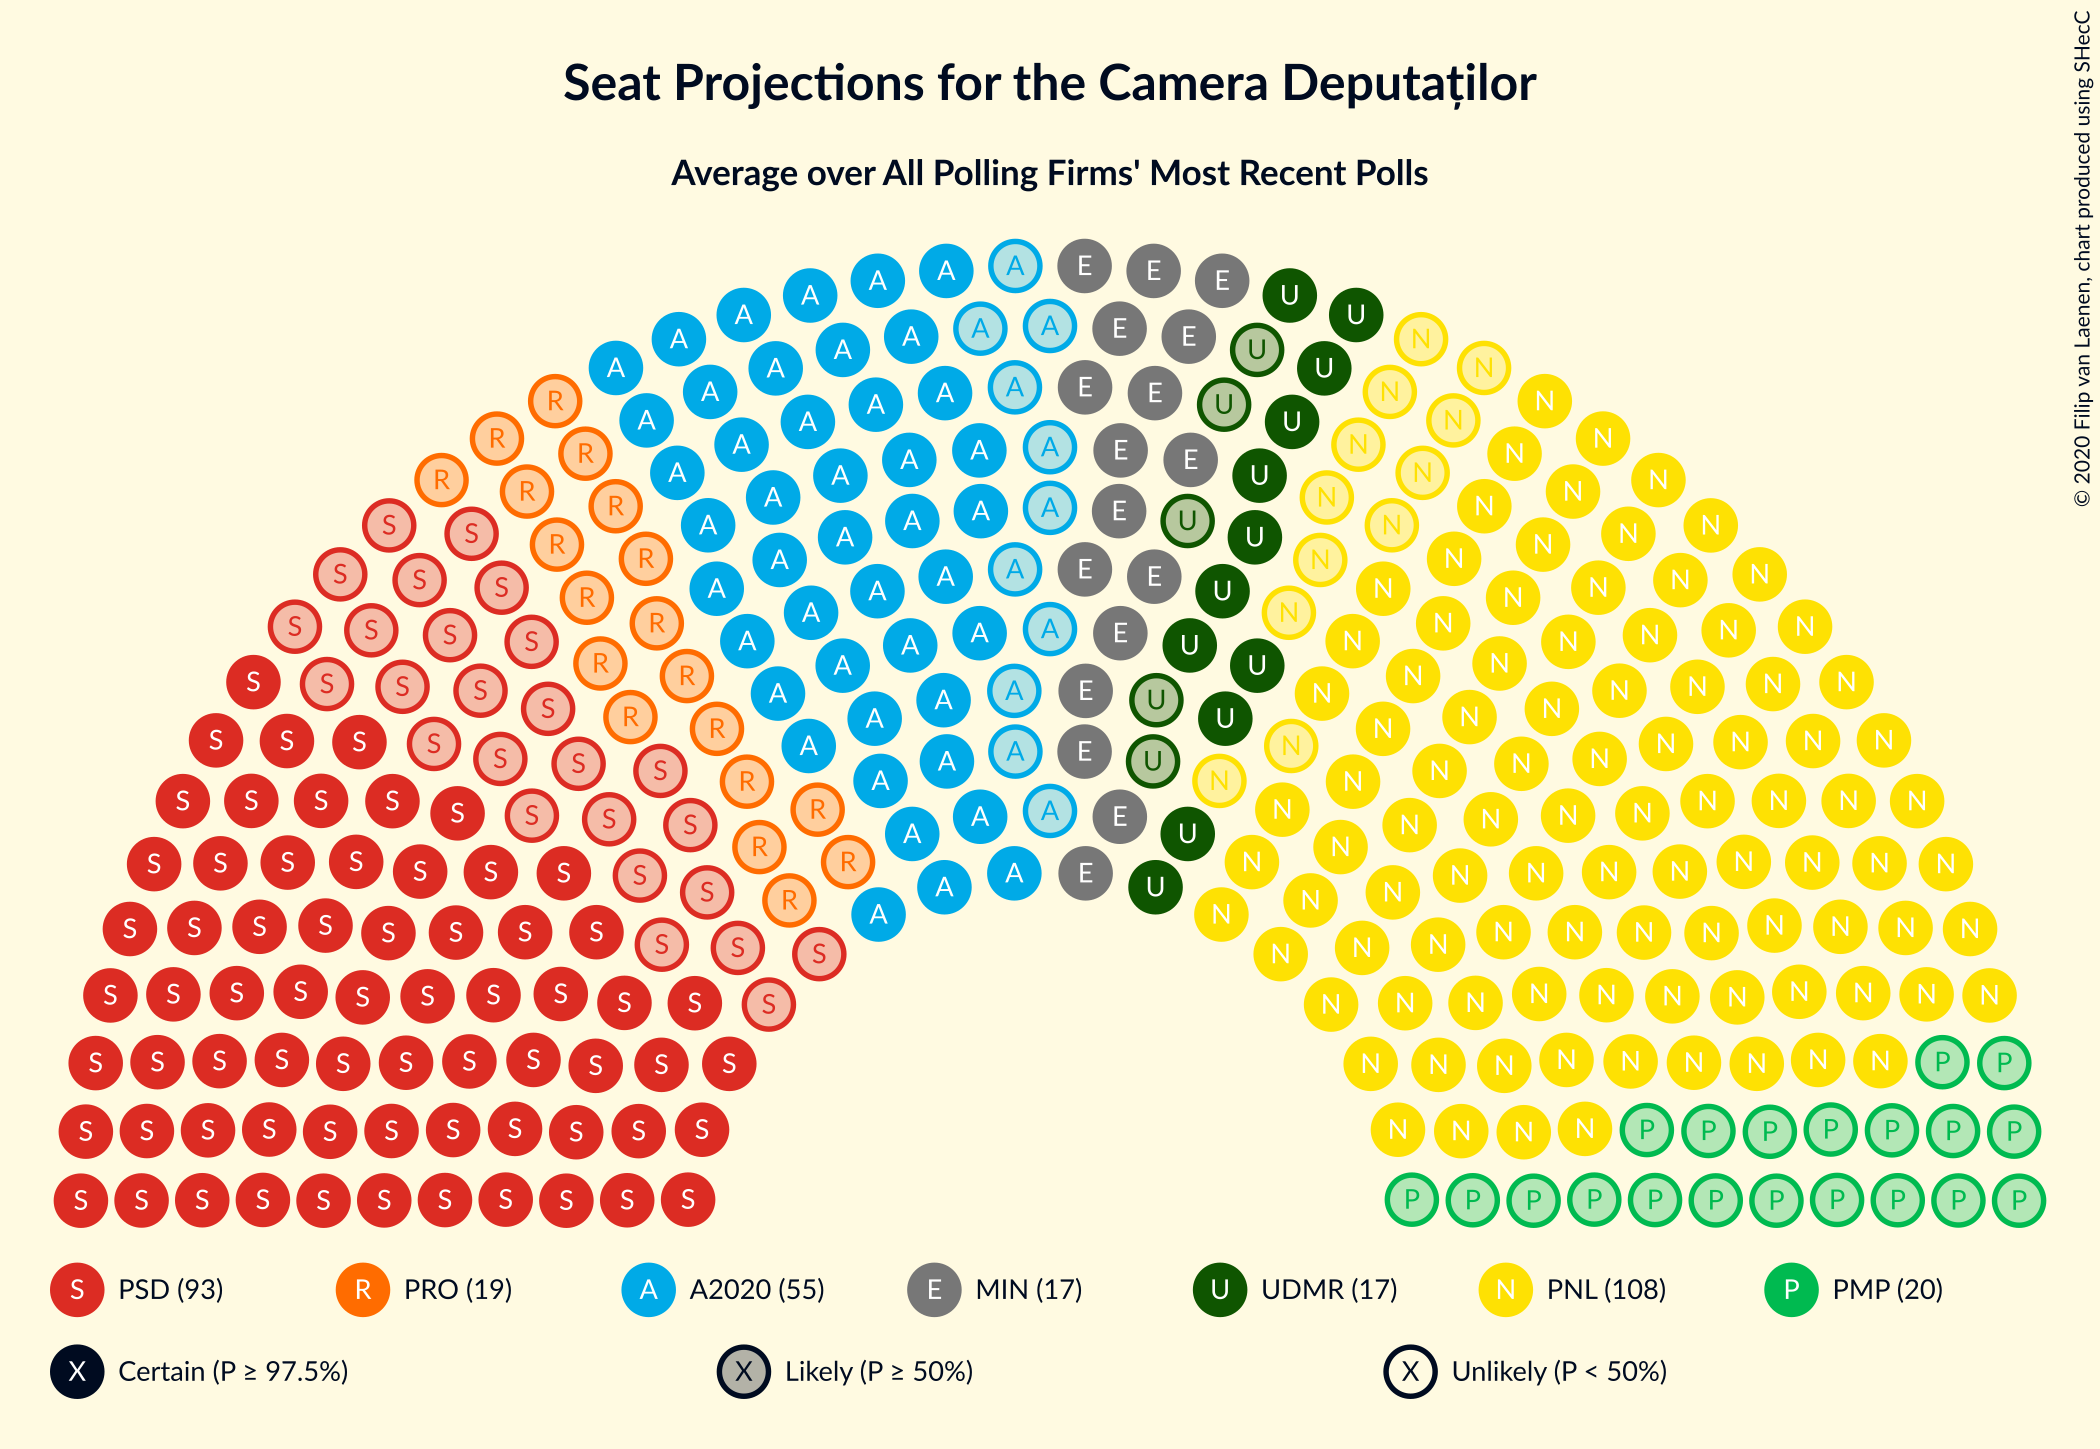 Seat Projections for the Camera Deputaților
Average over All Polling Firms' Most Recent Polls
© 2020 Filip van Laenen, chart produced using SHecC
S PSD (93) R PRO (19) A A2020 (55) E MIN (17) U UDMR (17) N PNL (108) P PMP (20)
X Certain (P ≥ 97.5%) X Likely (P ≥ 50%) X Unlikely (P < 50%)